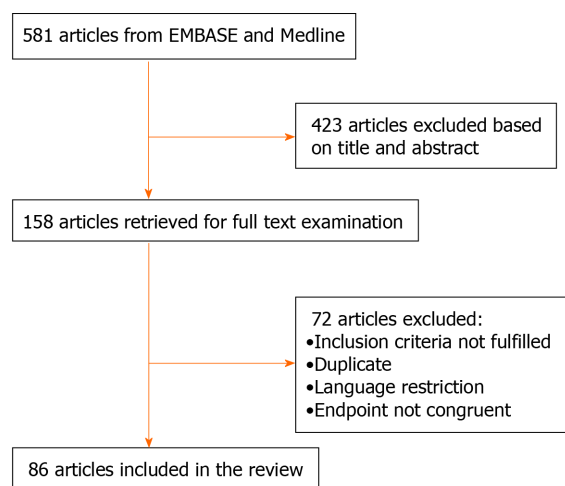 581 articles from EMBASE and Medline
423 articles excluded based
on title and abstract
158 articles retrieved for full text examination
72 articles excluded:
•Inclusion criteria not fulfilled
•Duplicate
•Language restriction
•Endpoint not congruent
86 articles included in the review